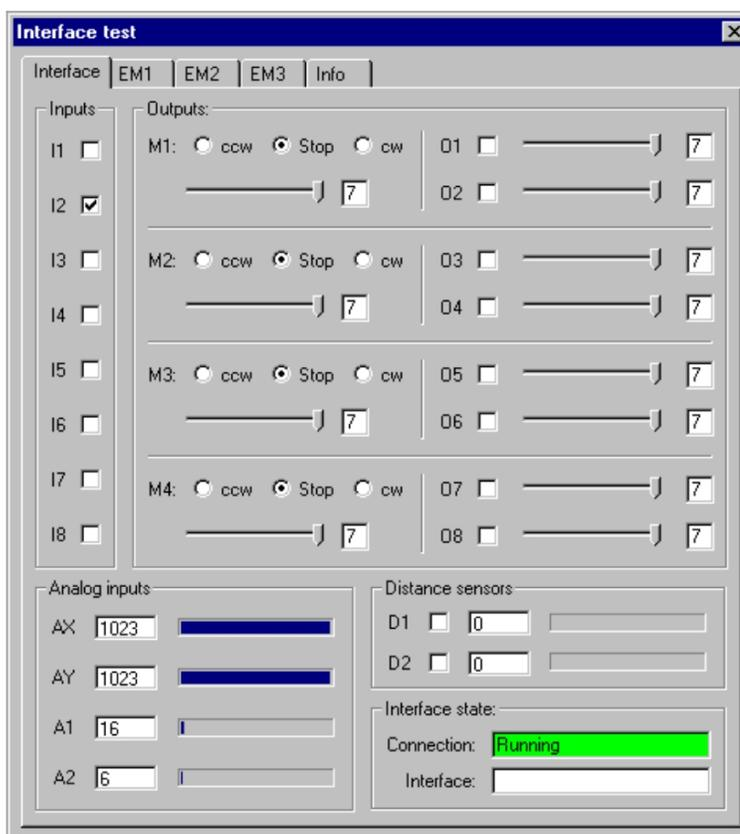 Interface test
Interface EM1 EM2 EM3 Info
Inputs
I1
I2
I3
I4
I5
I6
I7
I8
Outputs:
M1: ccw Stop cw
7
O1 7
O2 7
M2: ccw Stop cw
7
O3 7
O4 7
M3: ccw Stop cw
7
O5 7
O6 7
M4: ccw Stop cw
7
O7 7
O8 7
Analog inputs
AX 1023
AY 1023
A1 16
A2 6
Distance sensors
D1 0
D2 0
Interface state:
Connection: Running
Interface: